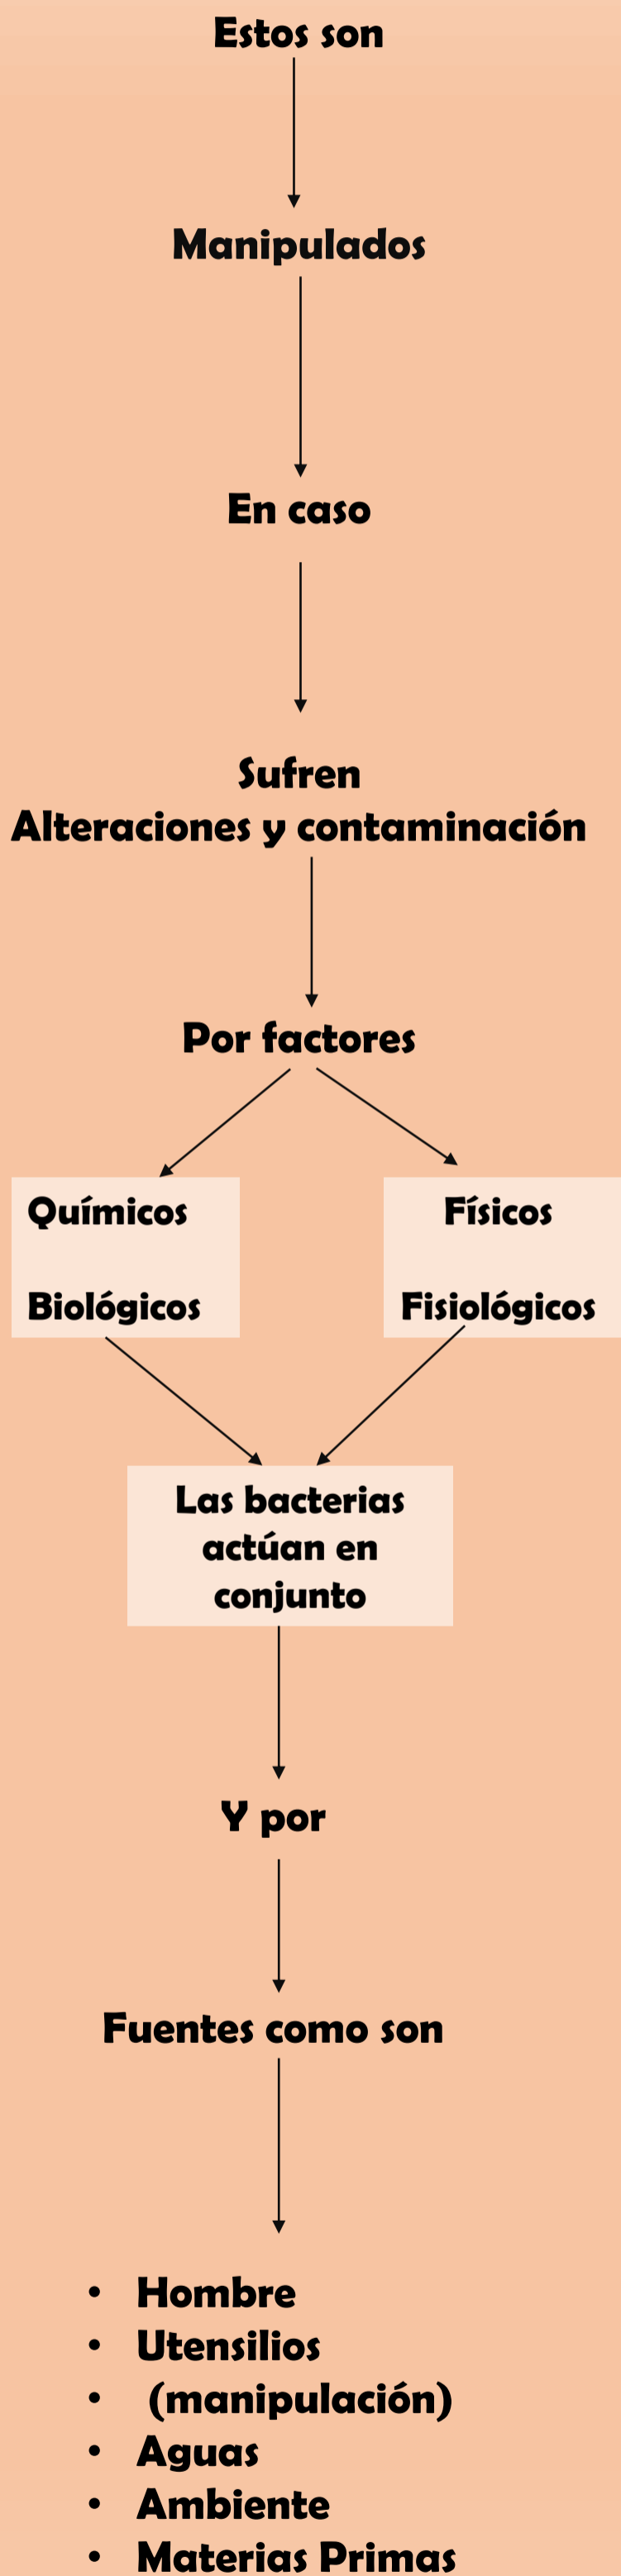 Estos son
Manipulados
En caso
Sufren
Alteraciones y contaminación
Por factores
Químicos
Biológicos
Físicos
Fisiológicos
Las bacterias
actúan en
conjunto
Y por
Fuentes como son
• Hombre
• Utensilios
• (manipulación)
• Aguas
• Ambiente
• Materias Primas